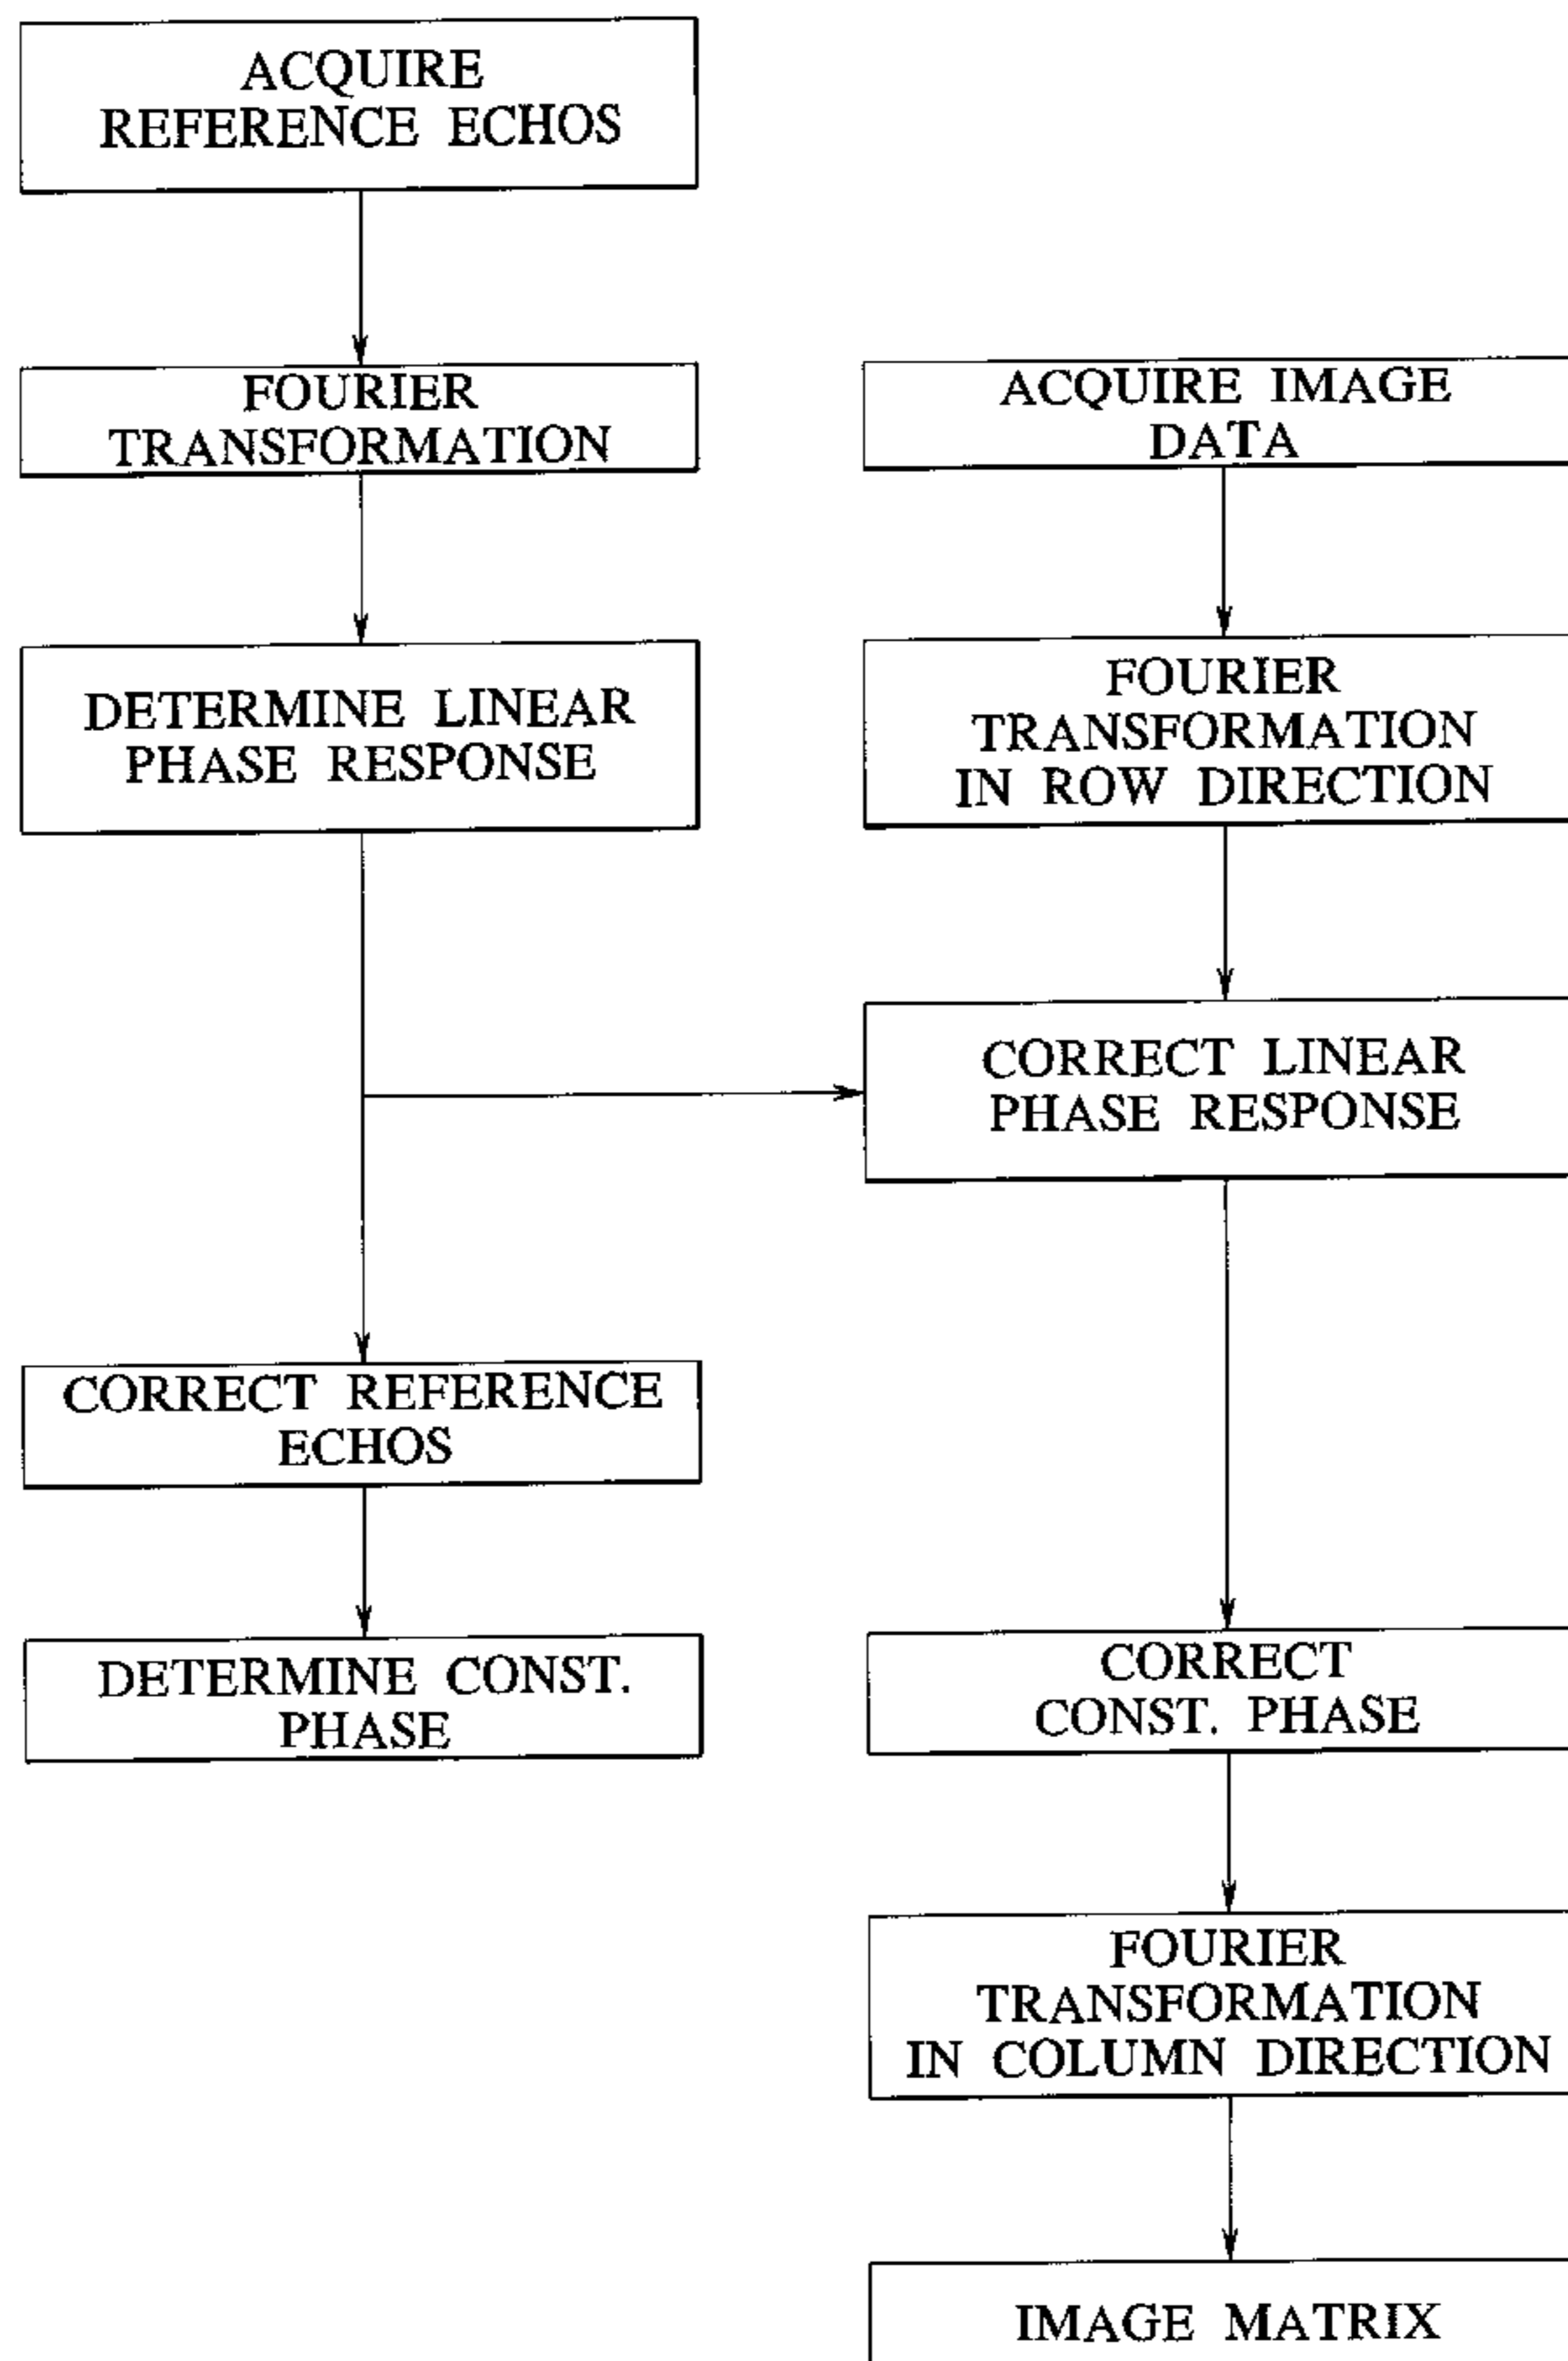 ACQUIRE
REFERENCE ECHOS
FOURIER
TRANSFORMATION
DETERMINE LINEAR
PHASE RESPONSE
CORRECT REFERENCE
ECHOS
DETERMINE CONST.
PHASE
ACQUIRE IMAGE
DATA
FOURIER
TRANSFORMATION
IN ROW DIRECTION
CORRECT LINEAR
PHASE RESPONSE
CORRECT
CONST. PHASE
FOURIER
TRANSFORMATION
IN COLUMN DIRECTION
IMAGE MATRIX